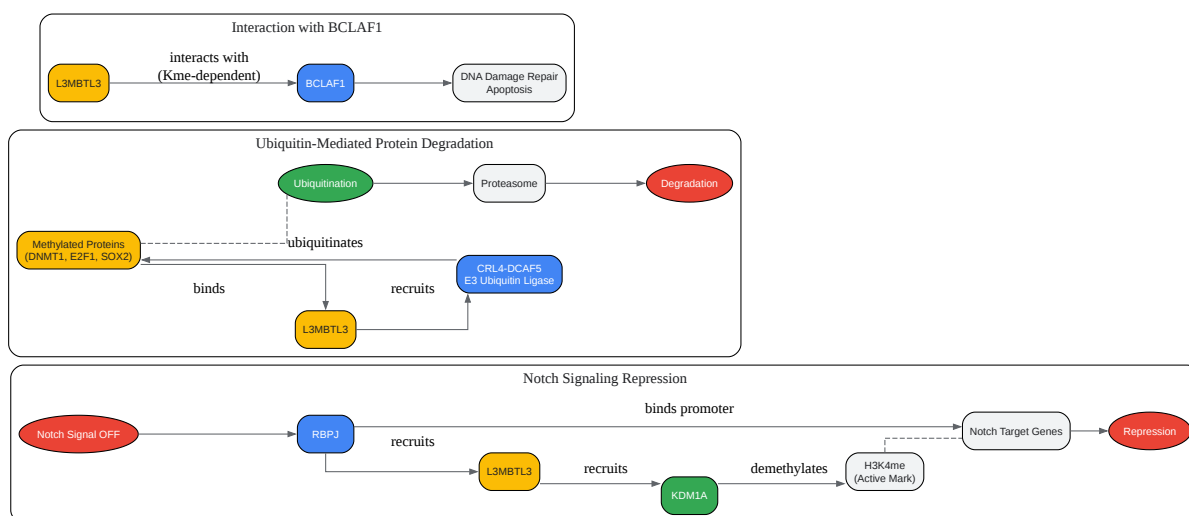 Interaction with BCLAF1
interacts with
(Kme-dependent)
L3MBTL3
BCLAF1
DNA Damage Repair
Apoptosis
Ubiquitin-Mediated Protein Degradation
Ubiquitination
Proteasome
Degradation
Methylated Proteins
(DNMT1, E2F1, SOX2)
ubiquitinates
CRL4-DCAF5
E3 Ubiquitin Ligase
binds
recruits
L3MBTL3
Notch Signaling Repression
binds promoter
Notch Signal OFF
RBPJ
Notch Target Genes
Repression
recruits
L3MBTL3
recruits
demethylates
H3K4me
(Active Mark)
KDM1A